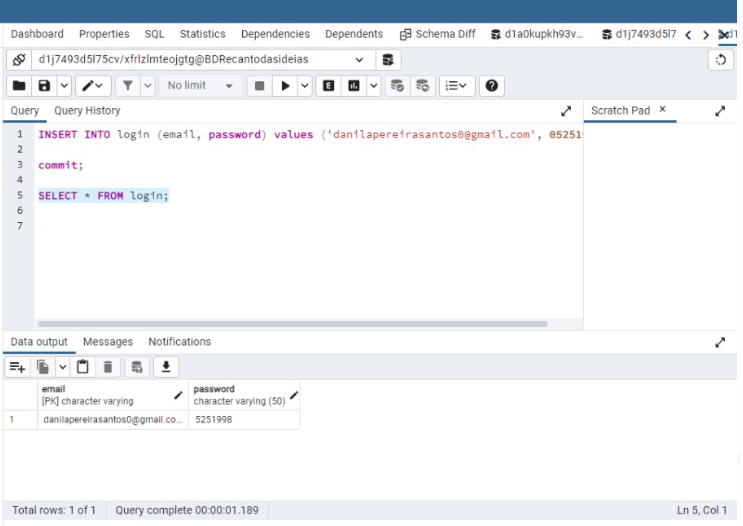 Dashboard Properties SQL Statistics Dependencies Dependents Schema Diff d1a0kupkh93v... d1j7493d5l7
d1j7493d5l75cv/xfrlzlmteojgtg@BDRecantodasideias
No limit
Query Query History
Scratch Pad ×
1 INSERT INTO login (email, password) values ('danilapereirasantos0@gmail.com', 05251
2
3 commit;
4
5 SELECT * FROM login;
6
7
Data output Messages Notifications
email password
[PK] character varying character varying (50)
1 danilapereirasantos0@gmail.co... 5251998
Total rows: 1 of 1 Query complete 00:00:01.189 Ln 5, Col 1